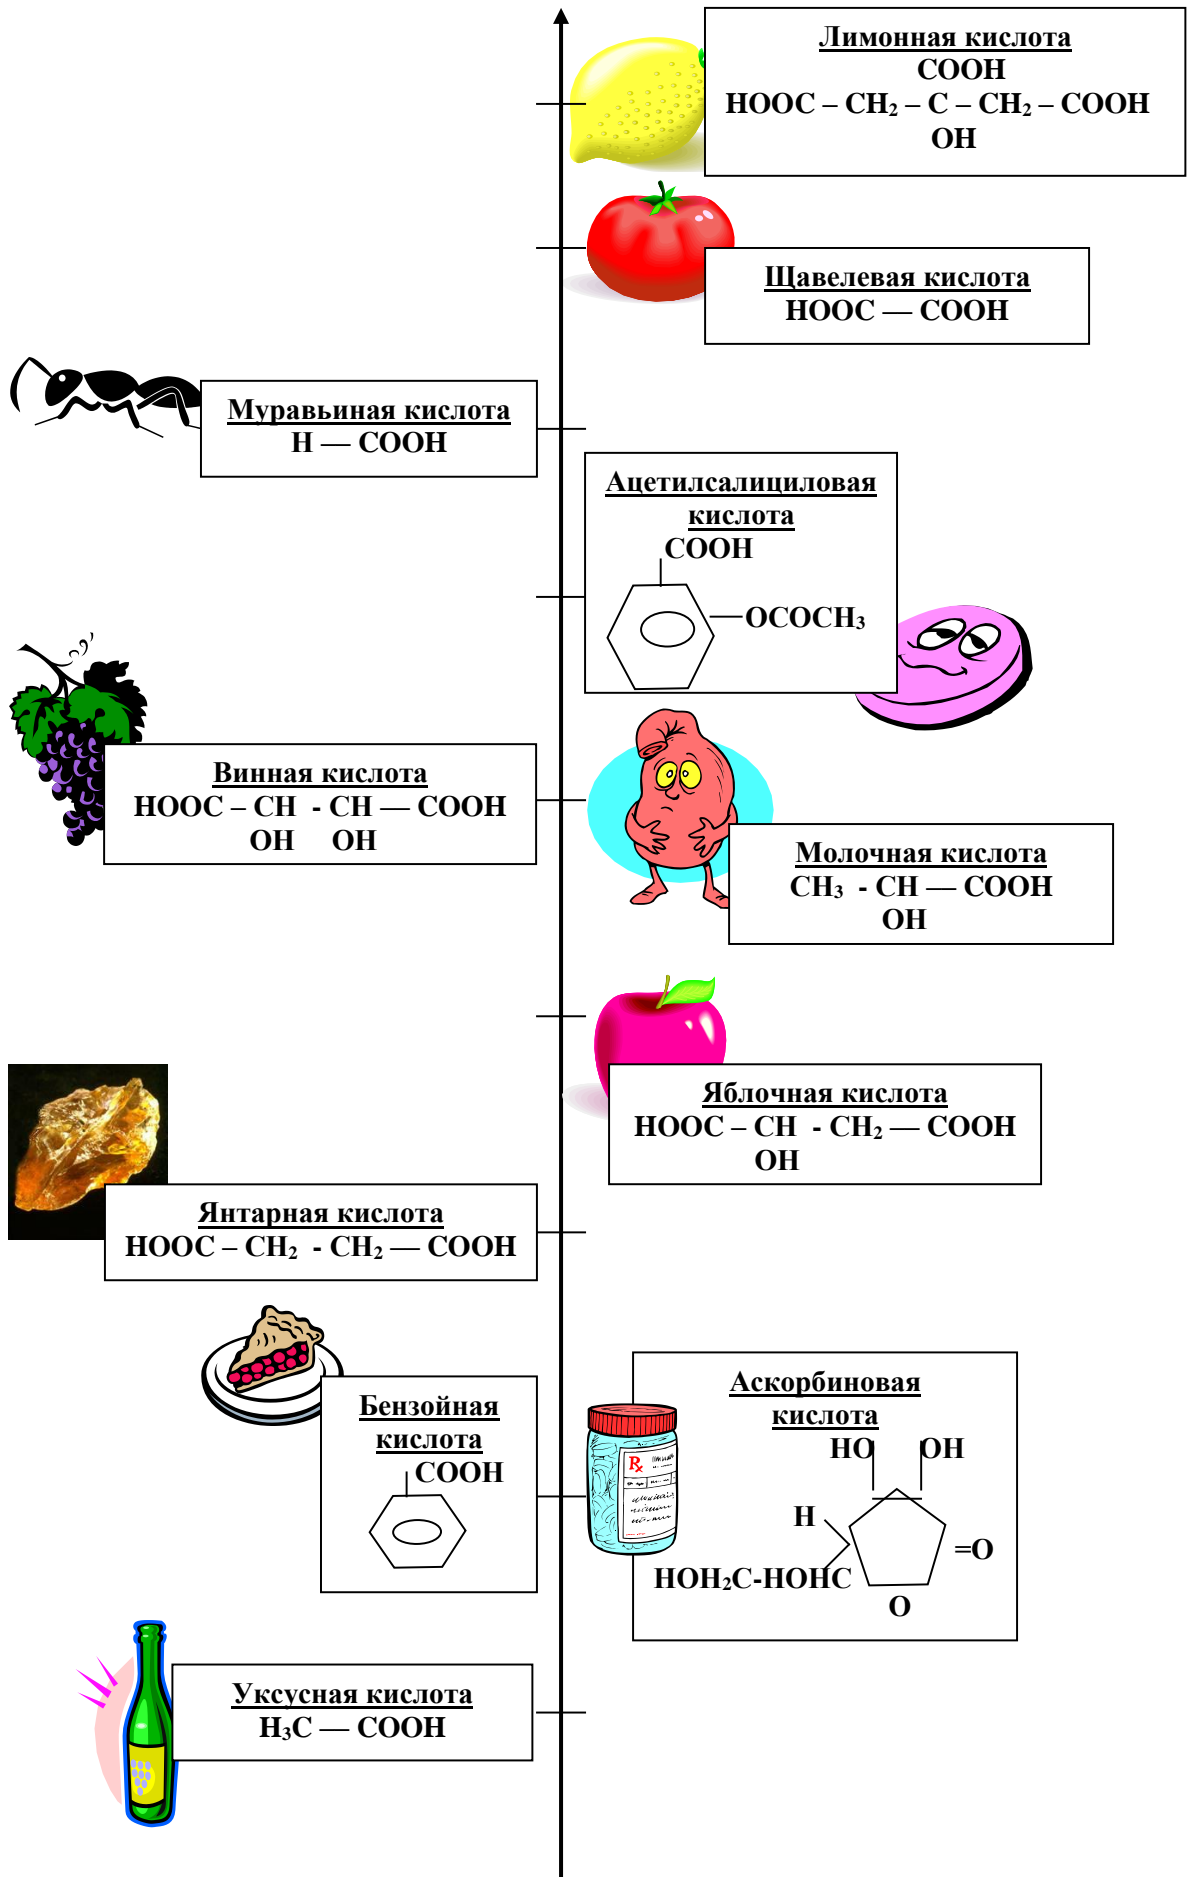 Лимонная кислота
COOH
HOOC – CH₂ – C – CH₂ – COOH
OH
Щавелевая кислота
HOOC — COOH
Муравьиная кислота
H — COOH
Ацетилсалициловая
кислота
COOH
OCOCH₃
Винная кислота
HOOC – CH - CH — COOH
OH OH
Молочная кислота
CH₃ - CH — COOH
OH
Яблочная кислота
HOOC – CH - CH₂ — COOH
OH
Янтарная кислота
HOOC – CH₂ - CH₂ — COOH
Бензойная
кислота
COOH
Аскорбиновая
кислота
HO OH
H
=O
HOH₂C-HOHC
O
Rx
Уксусная кислота
H₃C — COOH